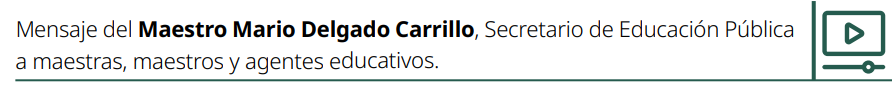 Mensaje del Maestro Mario Delgado Carrillo, Secretario de Educación Pública
a maestras, maestros y agentes educativos.